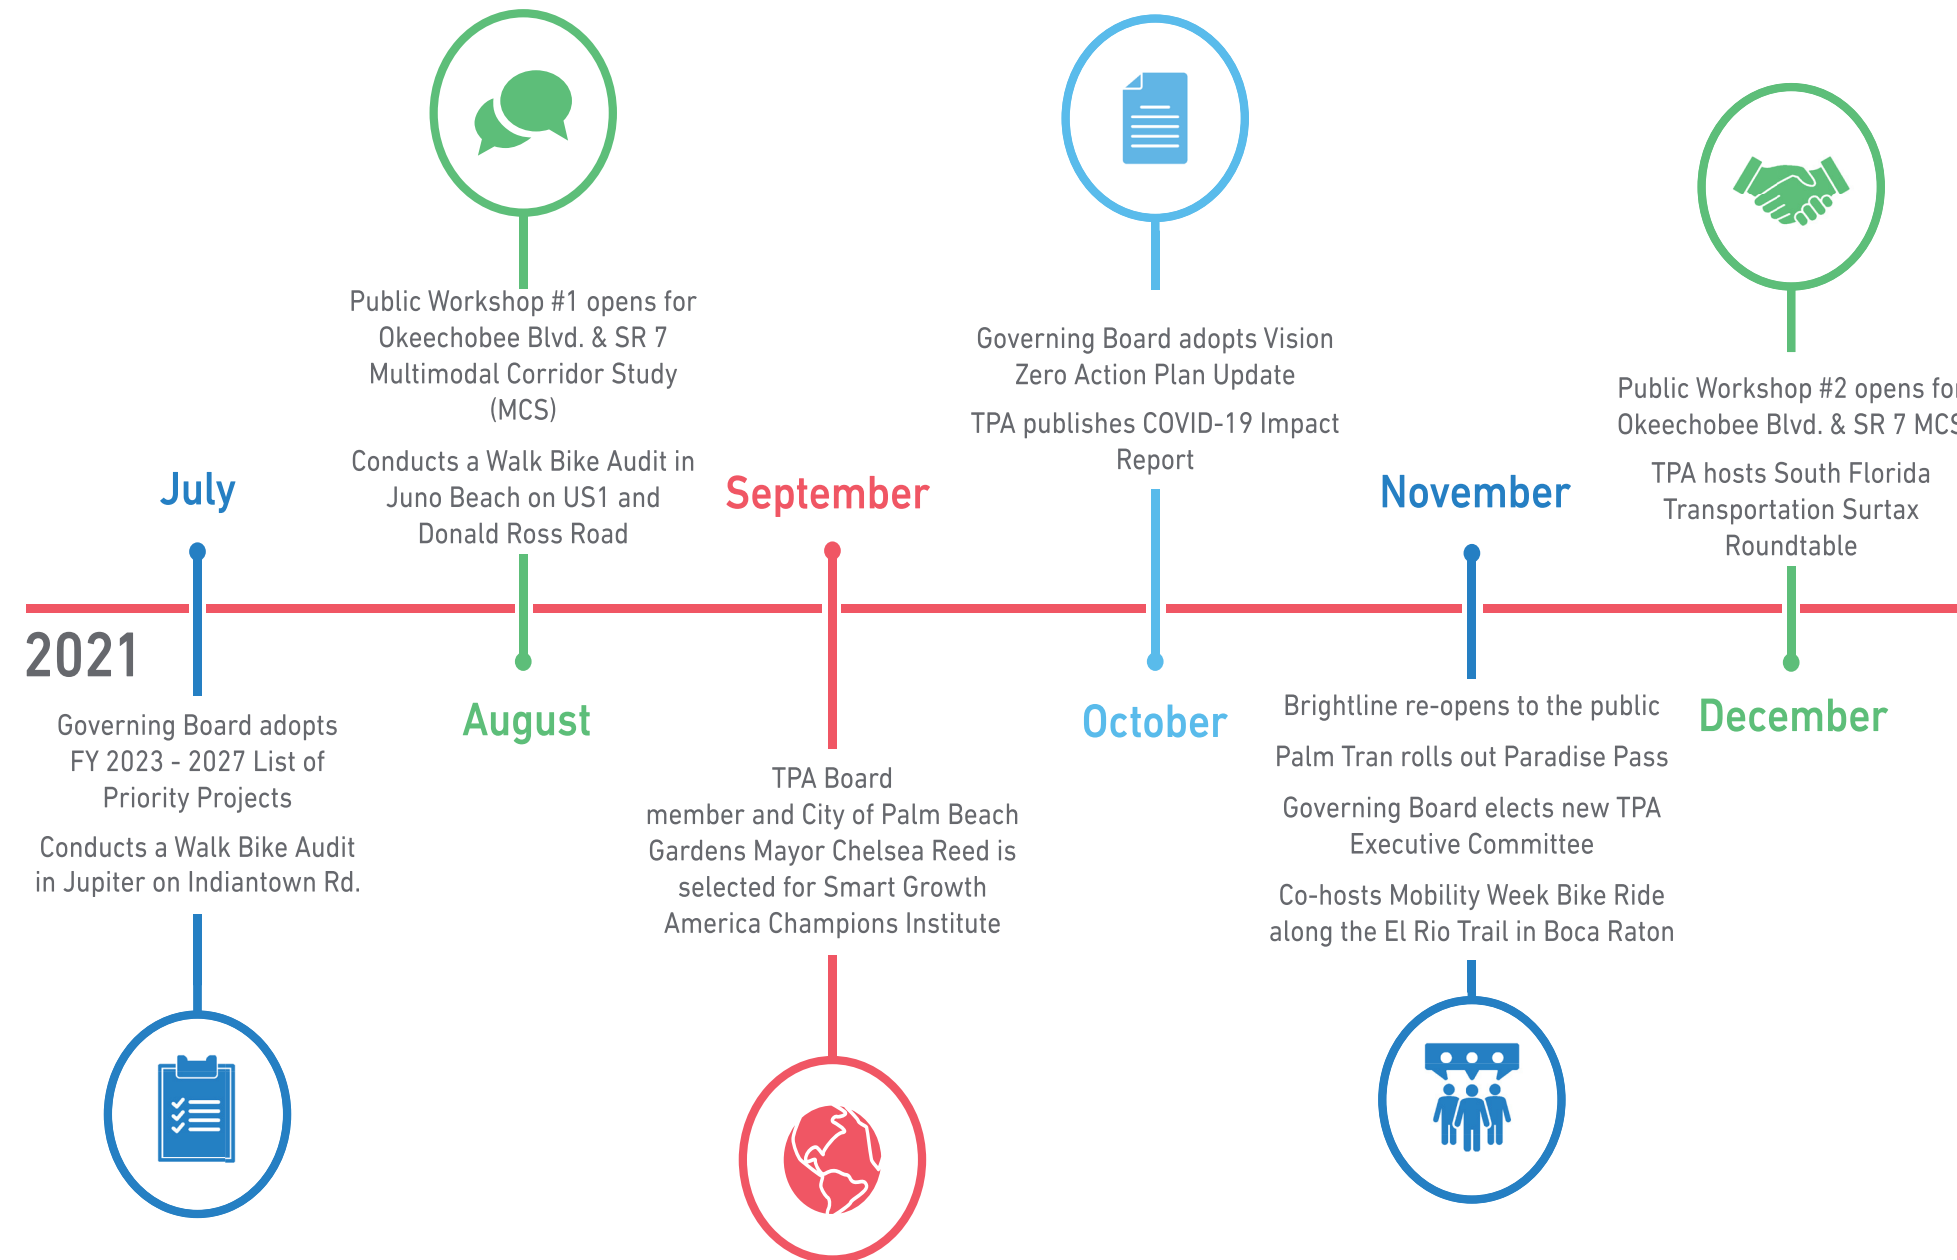 2021
July
Governing Board adopts
FY 2023 - 2027 List of
Priority Projects
Conducts a Walk Bike Audit
in Jupiter on Indiantown Rd.
Public Workshop #1 opens for
Okeechobee Blvd. & SR 7
Multimodal Corridor Study
(MCS)
Conducts a Walk Bike Audit in
Juno Beach on US1 and
Donald Ross Road
August
September
TPA Board
member and City of Palm Beach
Gardens Mayor Chelsea Reed is
selected for Smart Growth
America Champions Institute
Governing Board adopts Vision
Zero Action Plan Update
TPA publishes COVID-19 Impact
Report
October
November
Brightline re-opens to the public
Palm Tran rolls out Paradise Pass
Governing Board elects new TPA
Executive Committee
Co-hosts Mobility Week Bike Ride
along the El Rio Trail in Boca Raton
Public Workshop #2 opens for
Okeechobee Blvd. & SR 7 MCS
TPA hosts South Florida
Transportation Surtax
Roundtable
December